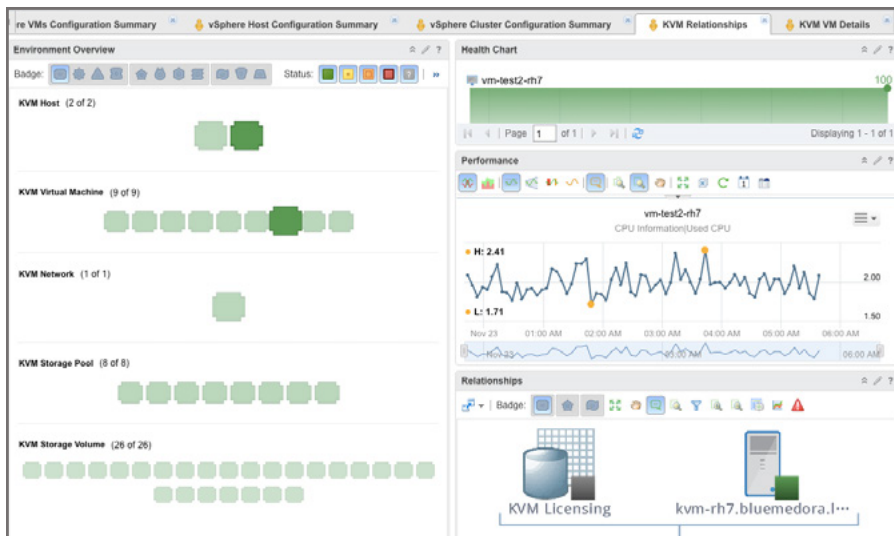 re VMs Configuration Summary
vSphere Host Configuration Summary
vSphere Cluster Configuration Summary
KVM Relationships
KVM VM Details
Environment Overview
Badge:
Status:
KVM Host (2 of 2)
KVM Virtual Machine (9 of 9)
KVM Network (1 of 1)
KVM Storage Pool (8 of 8)
KVM Storage Volume (26 of 26)
Health Chart
vm-test2-rh7
100
Page 1 of 1
Displaying 1 - 1 of 1
Performance
vm-test2-rh7
CPU Information|Used CPU
H: 2.41
2.00
L: 1.71
1.50
Nov 23 01:00 AM 02:00 AM 03:00 AM 04:00 AM 05:00 AM 06:00 AM
Nov 23 03:00 AM 06:00 AM
Relationships
Badge:
KVM Licensing
kvm-rh7.bluemedora.l···